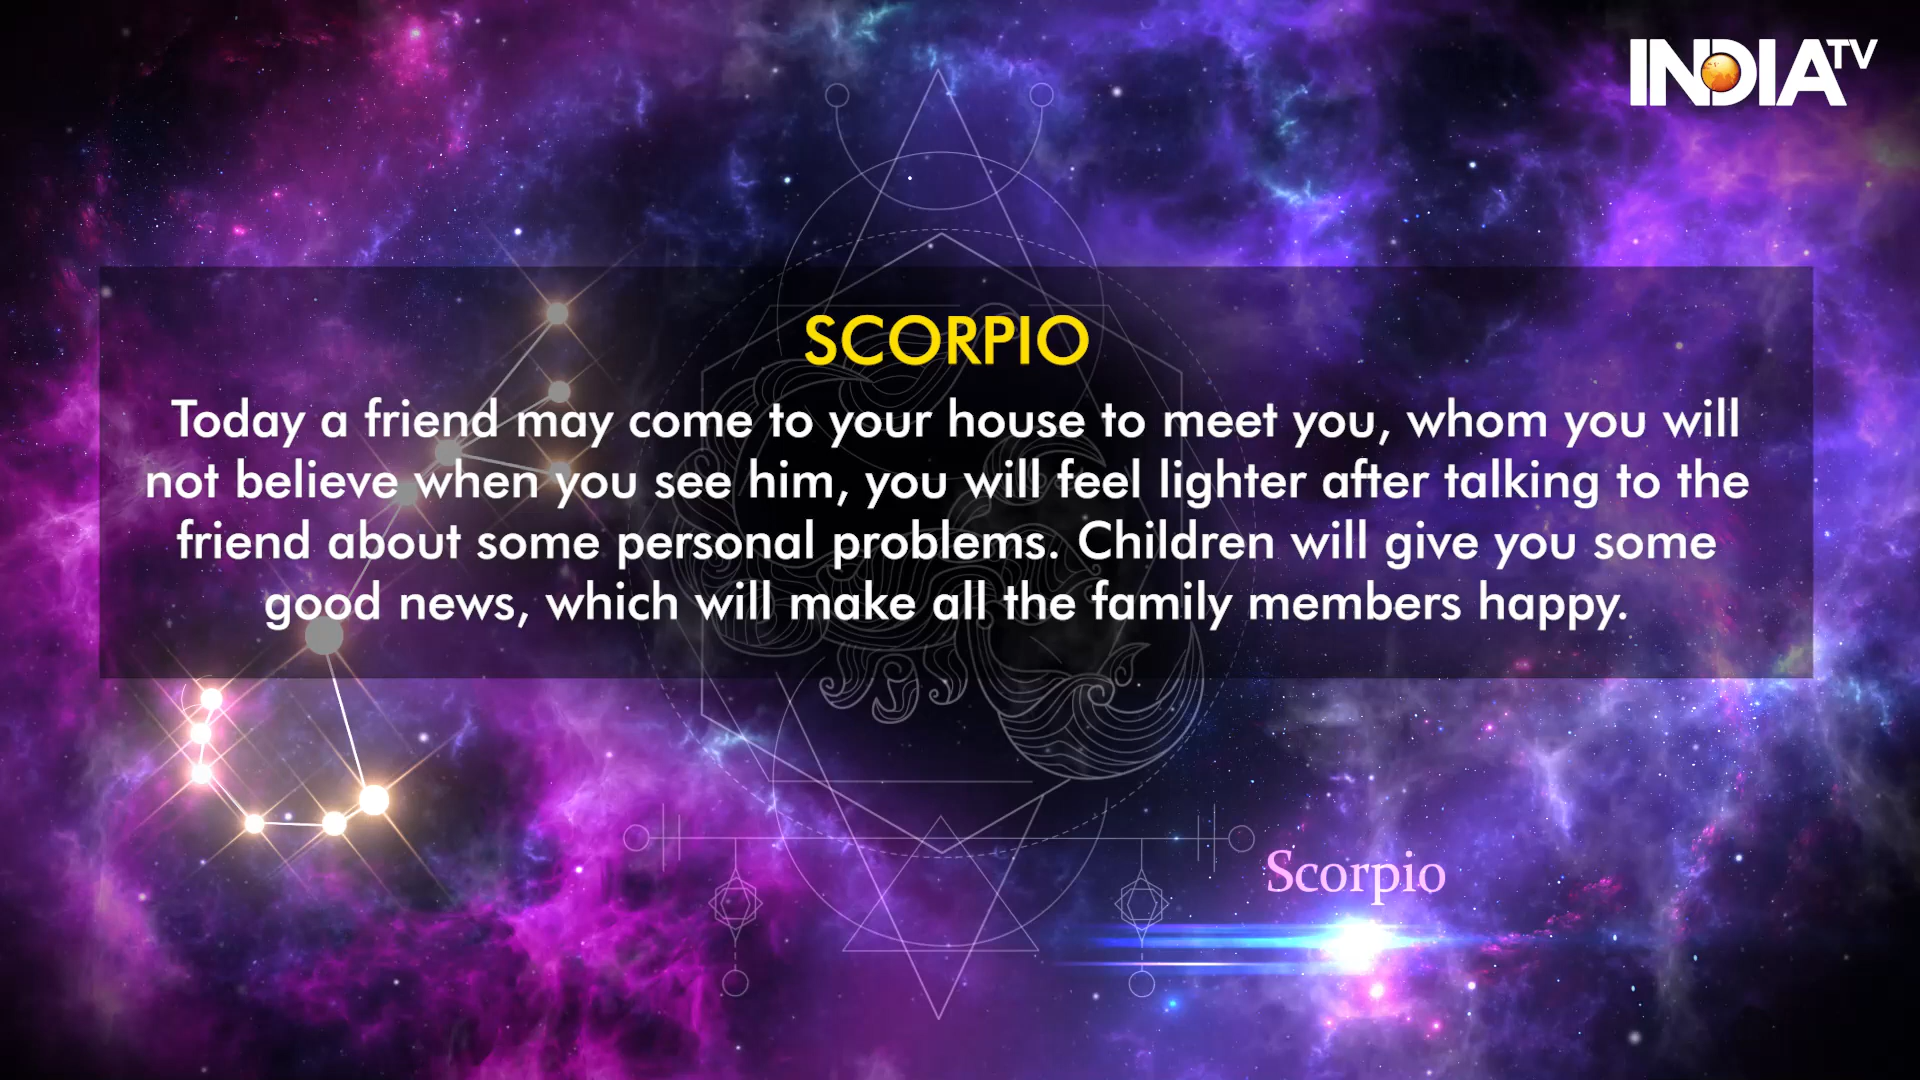 INDIA TV
SCORPIO
Today a friend may come to your house to meet you, whom you will
not believe when you see him, you will feel lighter after talking to the
friend about some personal problems. Children will give you some
good news, which will make all the family members happy.
Scorpio